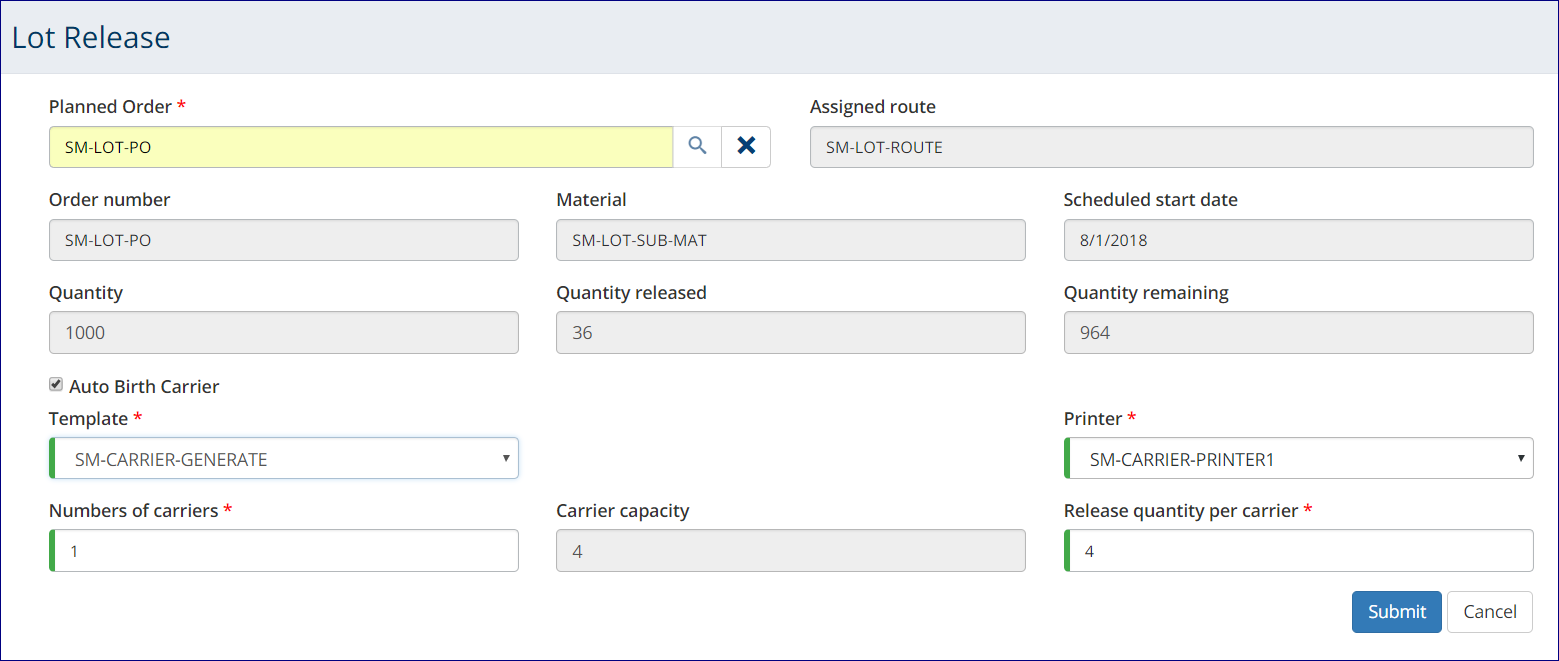 Lot Release
Planned Order * Assigned route
SM-LOT-PO SM-LOT-ROUTE
Order number Material Scheduled start date
SM-LOT-PO SM-LOT-SUB-MAT 8/1/2018
Quantity Quantity released Quantity remaining
1000 36 964
Auto Birth Carrier
Template * Printer *
SM-CARRIER-GENERATE SM-CARRIER-PRINTER1
Numbers of carriers * Carrier capacity Release quantity per carrier *
1 4 4
Submit Cancel